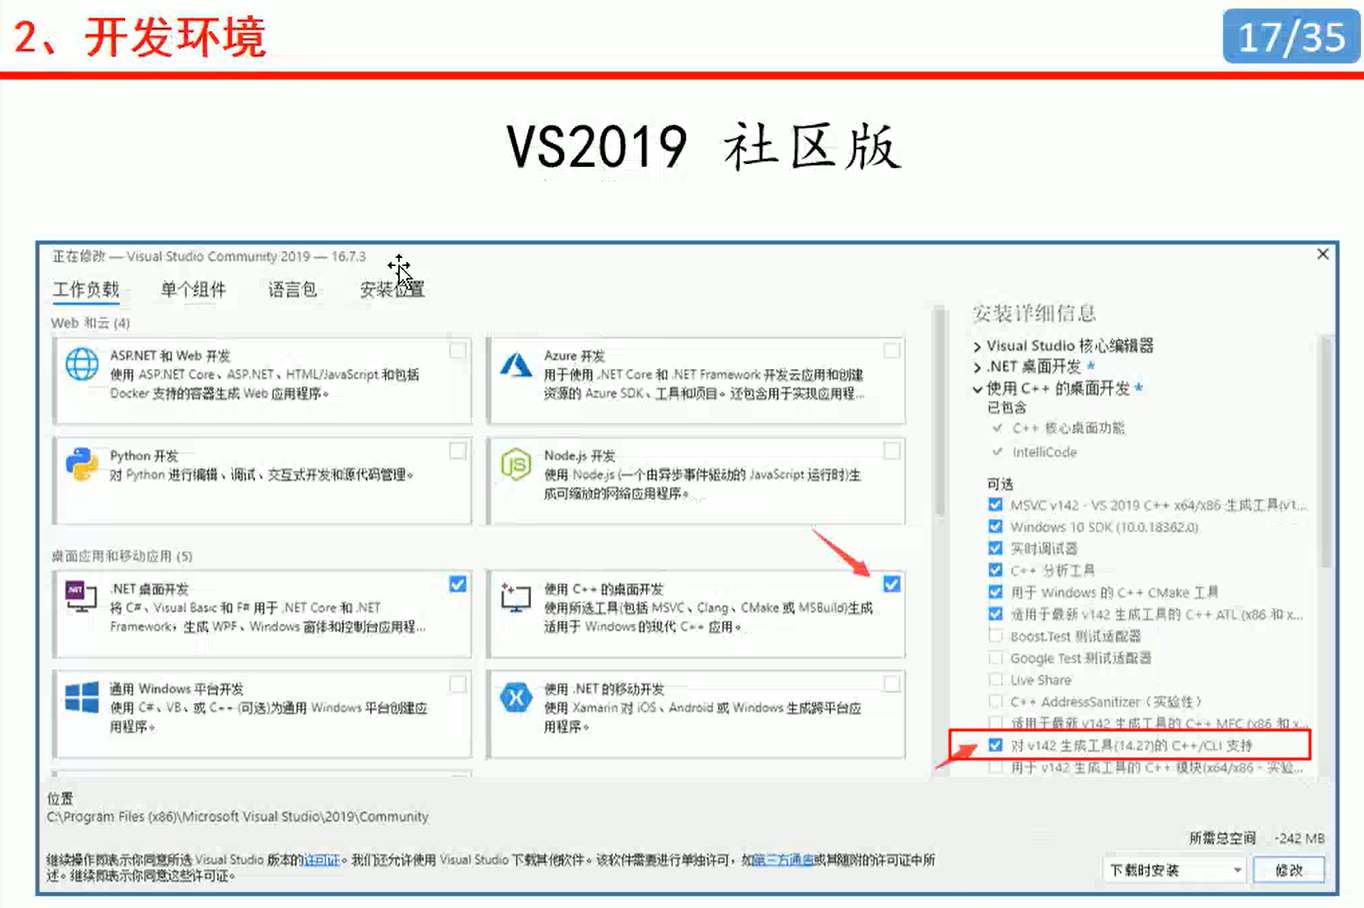 2、开发环境
17/35
VS2019 社区版
正在修改 — Visual Studio Community 2019 — 16.7.3
工作负载 单个组件 语言包 安装位置
Web 和云 (4)
ASP.NET 和 Web 开发
使用 ASP.NET Core、ASP.NET、HTML/JavaScript 和包括
Docker 支持的容器生成 Web 应用程序。
Azure 开发
用于使用 .NET Core 和 .NET Framework 开发云应用和创建
资源的 Azure SDK、工具和项目。还包含用于实现应用程...
Python 开发
对 Python 进行编辑、调试、交互式开发和源代码管理。
Node.js 开发
使用 Node.js(一个由异步事件驱动的 JavaScript 运行时)生
成可缩放的网络应用程序。
桌面应用和移动应用 (5)
.NET 桌面开发
将 C#、Visual Basic 和 F# 用于 .NET Core 和 .NET
Framework，生成 WPF、Windows 窗体和控制台应用程...
使用 C++ 的桌面开发
使用所选工具(包括 MSVC、Clang、CMake 或 MSBuild)生成
适用于 Windows 的现代 C++ 应用。
通用 Windows 平台开发
使用 C#、VB、或 C++ (可选)为通用 Windows 平台创建应
用程序。
使用 .NET 的移动开发
使用 Xamarin 对 iOS、Android 或 Windows 生成跨平台应
用程序。
安装详细信息
Visual Studio 核心编辑器
.NET 桌面开发 *
使用 C++ 的桌面开发 *
已包含
C++ 核心桌面功能
IntelliCode
可选
MSVC v142 - VS 2019 C++ x64/x86 生成工具(v1...
Windows 10 SDK (10.0.18362.0)
实时调试器
C++ 分析工具
用于 Windows 的 C++ CMake 工具
适用于最新 v142 生成工具的 C++ ATL (x86 和 x...
Boost.Test 测试适配器
Google Test 测试适配器
Live Share
C++ AddressSanitizer（实验性）
适用于最新 v142 生成工具的 C++ MFC (x86 和 x...
对 v142 生成工具(14.27)的 C++/CLI 支持
用于 v142 生成工具的 C++ 模块(x64/x86 - 实验...
位置
C:\Program Files (x86)\Microsoft Visual Studio\2019\Community
所需总空间 -242 MB
继续操作即表示你同意所选 Visual Studio 版本的许可证。我们还允许使用 Visual Studio 下载其他软件。该软件需要进行单独许可，如第三方通告或其随附的许可证中所
述。继续即表示你同意这些许可证。
下载时安装
修改